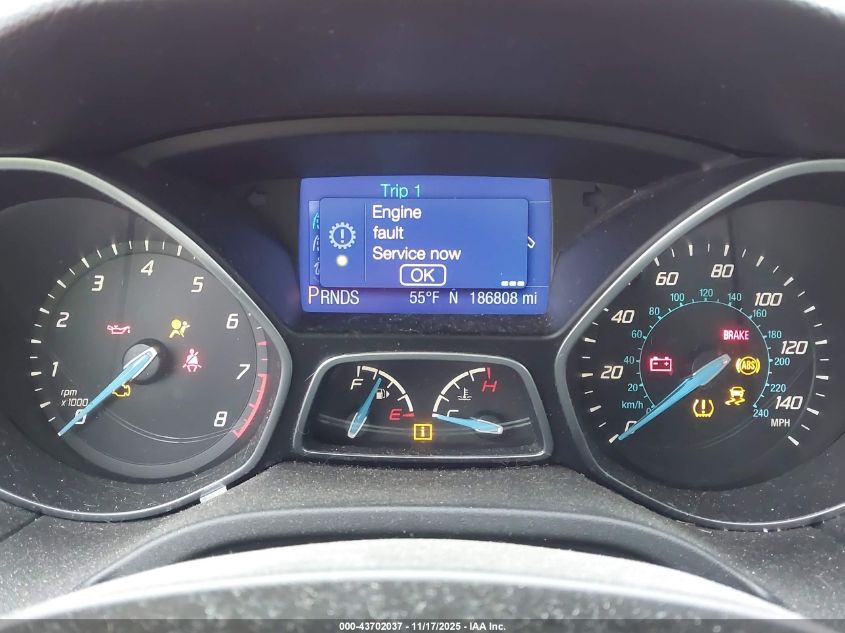 Trip 1
Engine
fault
Service now
OK
PRNDS 55°F N 186808 mi
0 1 2 3 4 5 6 7 8
rpm
x1000
F E
C H
0 20 40 60 80 100 120 140
MPH
0 20 40 60 80 100 120 140 160 180 200 220 240
km/h
BRAKE
ABS
000-43702037 - 11/17/2025 - IAA Inc.